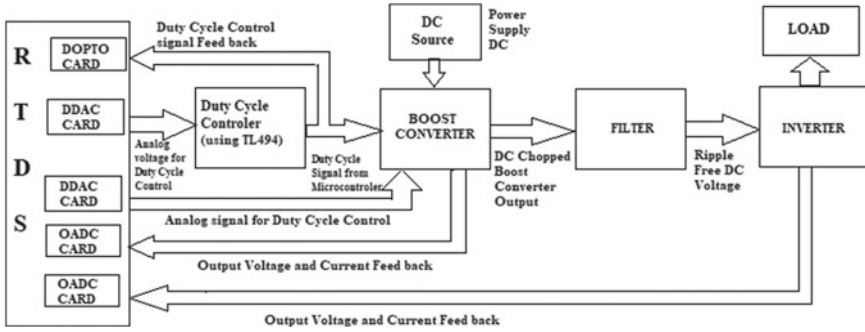 R
T
D
S
DOPTO
CARD
DDAC
CARD
DDAC
CARD
OADC
CARD
OADC
CARD
Duty Cycle Control
signal Feed back
Duty Cycle
Controler
(using TL494)
Analog
voltage for
Duty Cycle
Control
Duty Cycle
Signal from
Microcontroler
Analog signal for Duty Cycle Control
Output Voltage and Current Feed back
Output Voltage and Current Feed back
DC
Source
Power
Supply
DC
BOOST
CONVERTER
DC Chopped
Boost
Converter
Output
FILTER
Ripple
Free DC
Voltage
INVERTER
LOAD